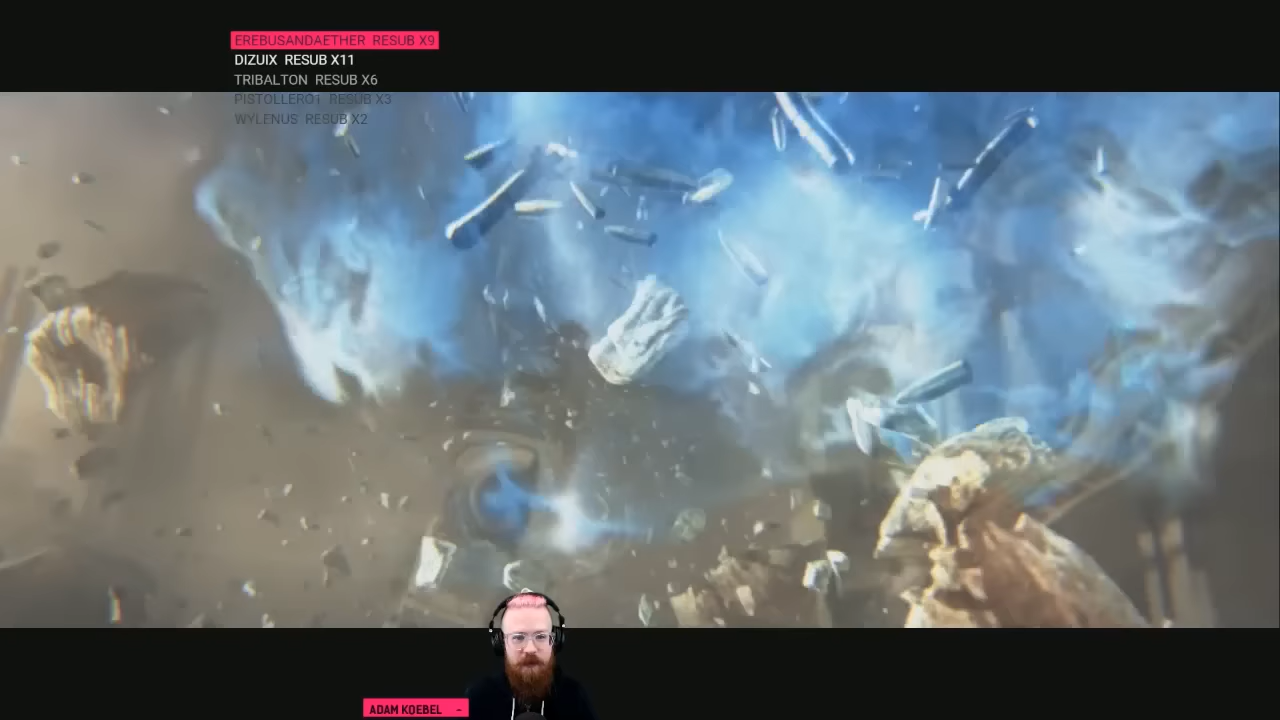 EREBUSANDAETHER RESUB X9
DIZUIX RESUB X11
TRIBALTON RESUB X6
PISTOLLERO1 RESUB X3
WYLENUS RESUB X2
ADAM KOEBEL -